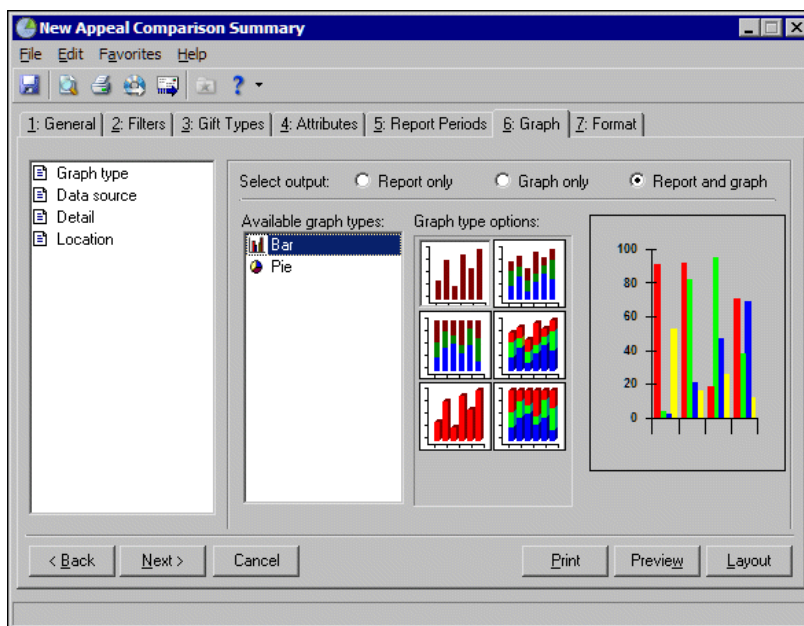 New Appeal Comparison Summary
File Edit Favorites Help
?
1: General 2: Filters 3: Gift Types 4: Attributes 5: Report Periods 6: Graph 7: Format
Graph type
Data source
Detail
Location
Select output: Report only Graph only Report and graph
Available graph types:
Bar
Pie
Graph type options:
100
80
60
40
20
0
< Back Next > Cancel Print Preview Layout